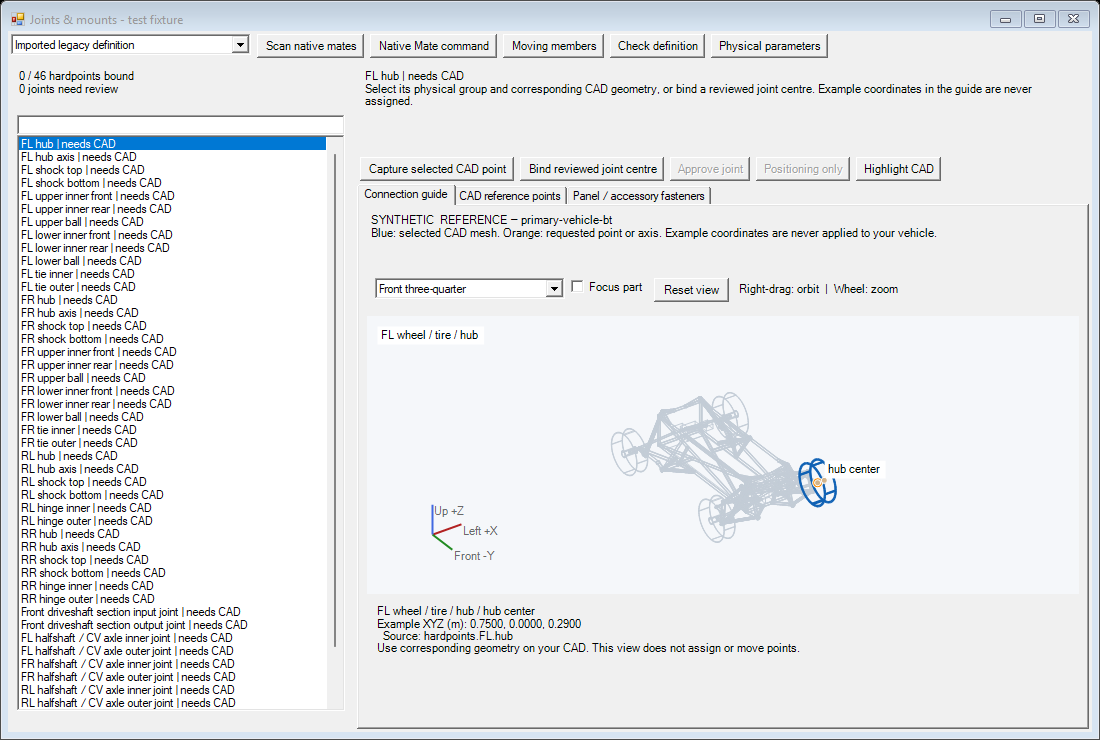 Joints & mounts - test fixture
Imported legacy definition
Scan native mates
Native Mate command
Moving members
Check definition
Physical parameters
0 / 46 hardpoints bound
0 joints need review
FL hub | needs CAD
Select its physical group and corresponding CAD geometry, or bind a reviewed joint centre. Example coordinates in the guide are never
assigned.
FL hub | needs CAD
FL hub axis | needs CAD
FL shock top | needs CAD
FL shock bottom | needs CAD
FL upper inner front | needs CAD
FL upper inner rear | needs CAD
FL upper ball | needs CAD
FL lower inner front | needs CAD
FL lower inner rear | needs CAD
FL lower ball | needs CAD
FL tie inner | needs CAD
FL tie outer | needs CAD
FR hub | needs CAD
FR hub axis | needs CAD
FR shock top | needs CAD
FR shock bottom | needs CAD
FR upper inner front | needs CAD
FR upper inner rear | needs CAD
FR upper ball | needs CAD
FR lower inner front | needs CAD
FR lower inner rear | needs CAD
FR lower ball | needs CAD
FR tie inner | needs CAD
FR tie outer | needs CAD
RL hub | needs CAD
RL hub axis | needs CAD
RL shock top | needs CAD
RL shock bottom | needs CAD
RL hinge inner | needs CAD
RL hinge outer | needs CAD
RR hub | needs CAD
RR hub axis | needs CAD
RR shock top | needs CAD
RR shock bottom | needs CAD
RR hinge inner | needs CAD
RR hinge outer | needs CAD
Front driveshaft section input joint | needs CAD
Front driveshaft section output joint | needs CAD
FL halfshaft / CV axle inner joint | needs CAD
FL halfshaft / CV axle outer joint | needs CAD
FR halfshaft / CV axle inner joint | needs CAD
FR halfshaft / CV axle outer joint | needs CAD
RL halfshaft / CV axle inner joint | needs CAD
RL halfshaft / CV axle outer joint | needs CAD
Capture selected CAD point
Bind reviewed joint centre
Approve joint
Positioning only
Highlight CAD
Connection guide
CAD reference points
Panel / accessory fasteners
SYNTHETIC REFERENCE – primary-vehicle-bt
Blue: selected CAD mesh. Orange: requested point or axis. Example coordinates are never applied to your vehicle.
Front three-quarter
Focus part
Reset view
Right-drag: orbit | Wheel: zoom
FL wheel / tire / hub
hub center
Up +Z
Left +X
Front -Y
FL wheel / tire / hub / hub center
Example XYZ (m): 0.7500, 0.0000, 0.2900
Source: hardpoints.FL.hub
Use corresponding geometry on your CAD. This view does not assign or move points.